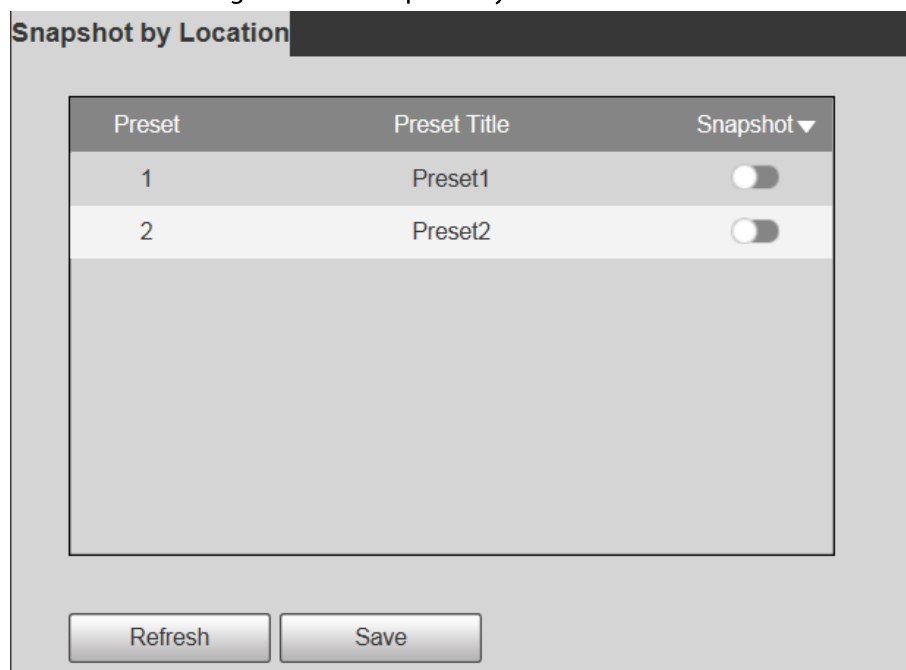 Snapshot by Location
Preset Preset Title Snapshot
1 Preset1
2 Preset2
Refresh Save